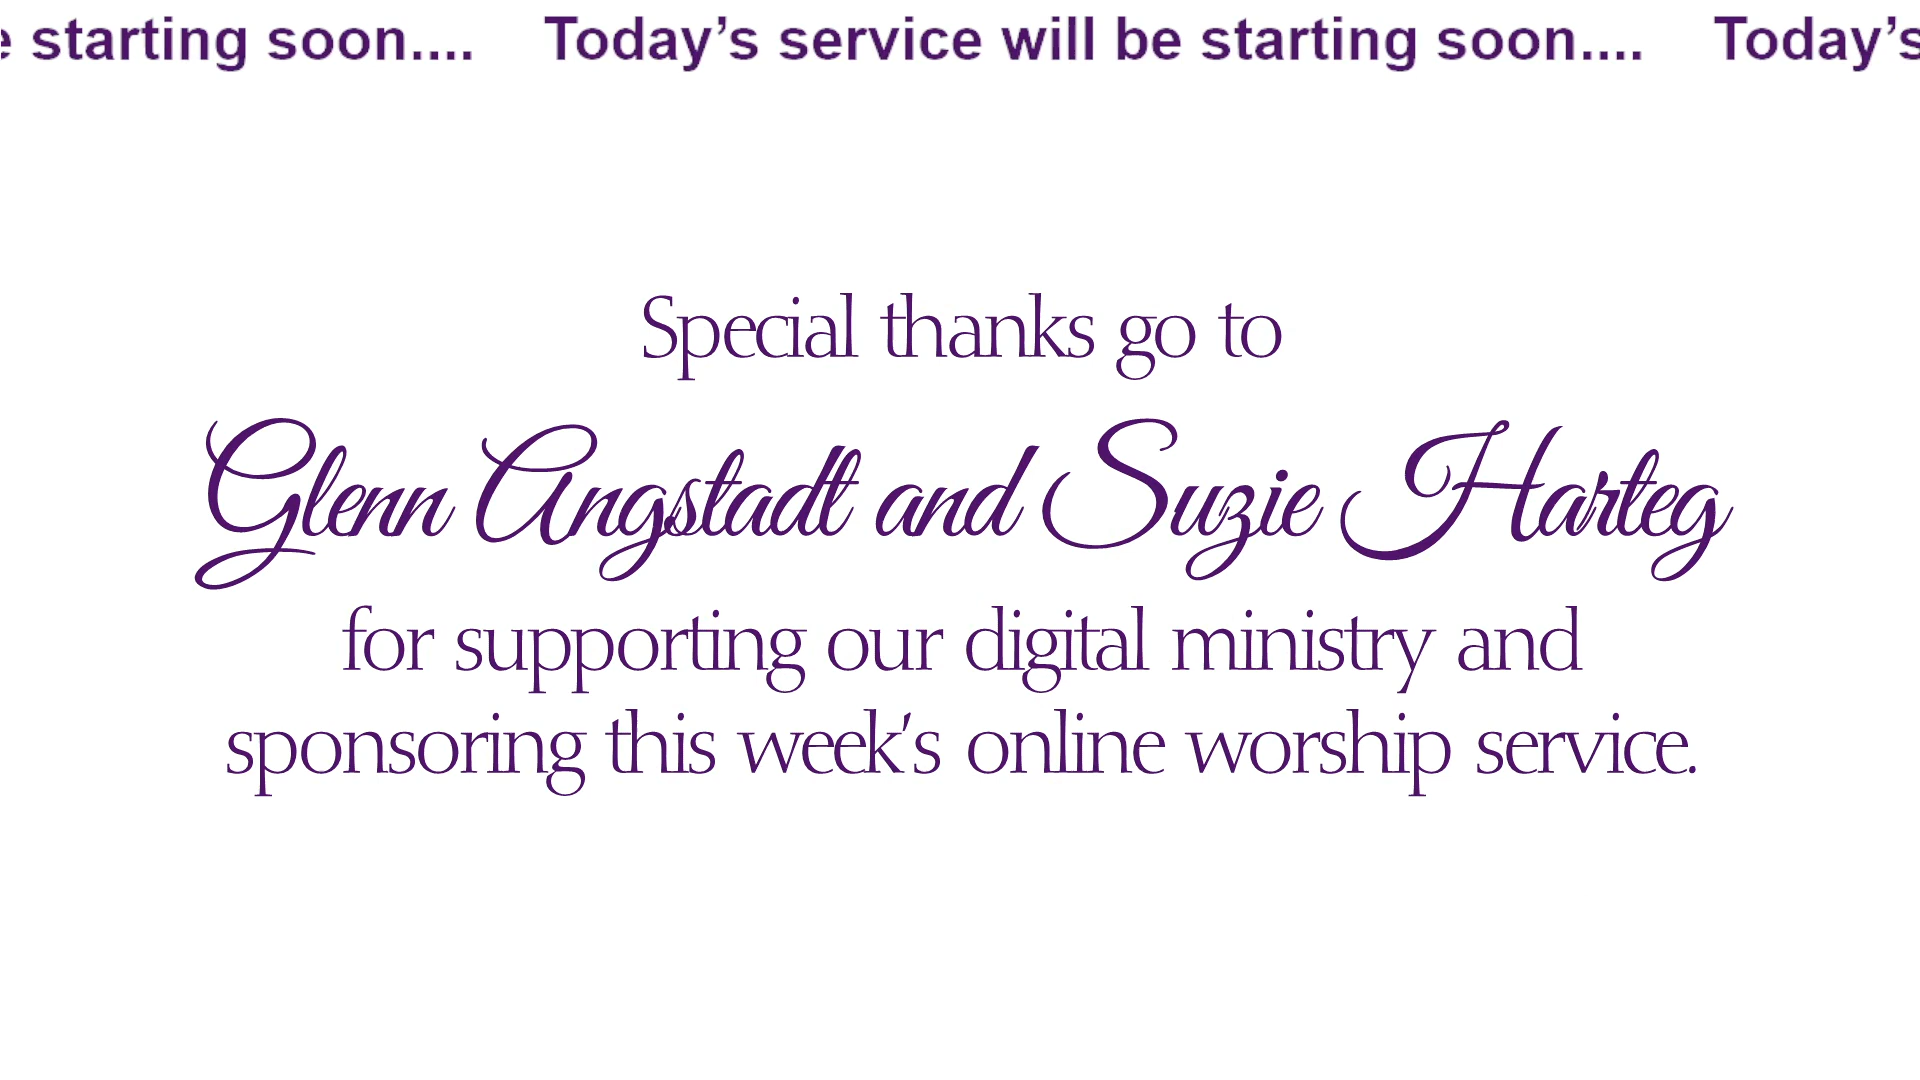 e starting soon.... Today’s service will be starting soon.... Today’s
Special thanks go to
Glenn Angstadt and Suzie Harteg
for supporting our digital ministry and
sponsoring this week’s online worship service.